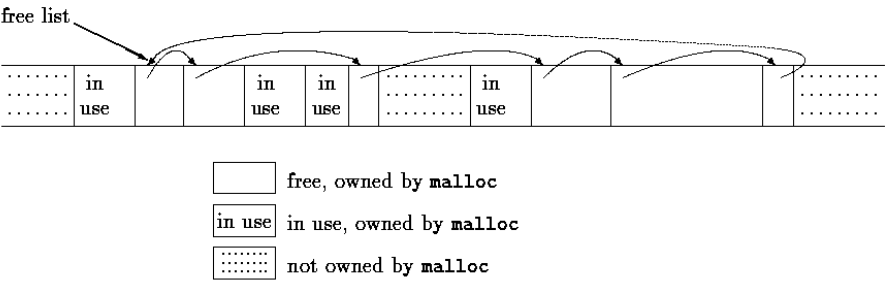 free list
in use
in use
in use
in use
free, owned by malloc
in use
in use, owned by malloc
not owned by malloc